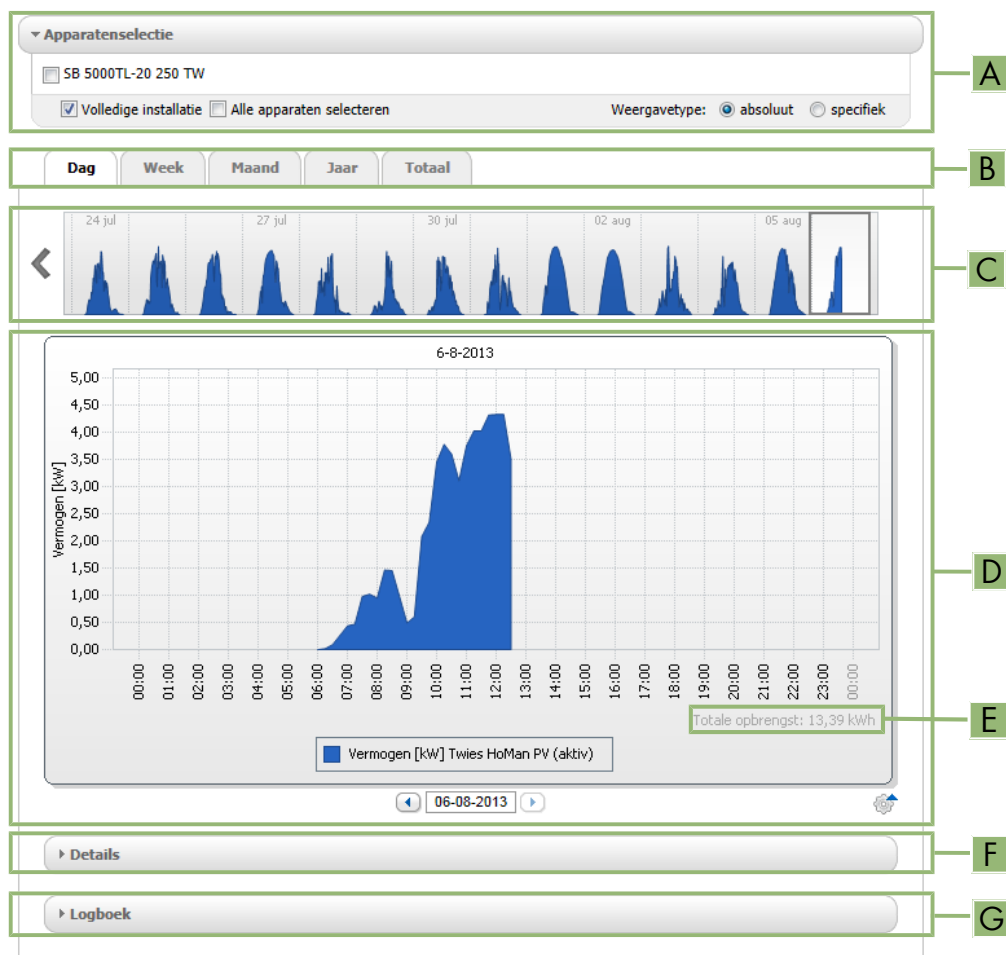 Apparatenselectie
SB 5000TL-20 250 TW
Volledige installatie Alle apparaten selecteren Weergavetype: absoluut specifiek
A
Dag Week Maand Jaar Totaal
B
24 jul 27 jul 30 jul 02 aug 05 aug
C
6-8-2013
5,00
4,50
4,00
3,50
3,00
2,50
2,00
1,50
1,00
0,50
0,00
Vermogen [kW]
00:00 01:00 02:00 03:00 04:00 05:00 06:00 07:00 08:00 09:00 10:00 11:00 12:00 13:00 14:00 15:00 16:00 17:00 18:00 19:00 20:00 21:00 22:00 23:00 00:00
D
Totale opbrengst: 13,39 kWh
E
Vermogen [kW] Twies HoMan PV (aktiv)
06-08-2013
Details
F
Logboek
G